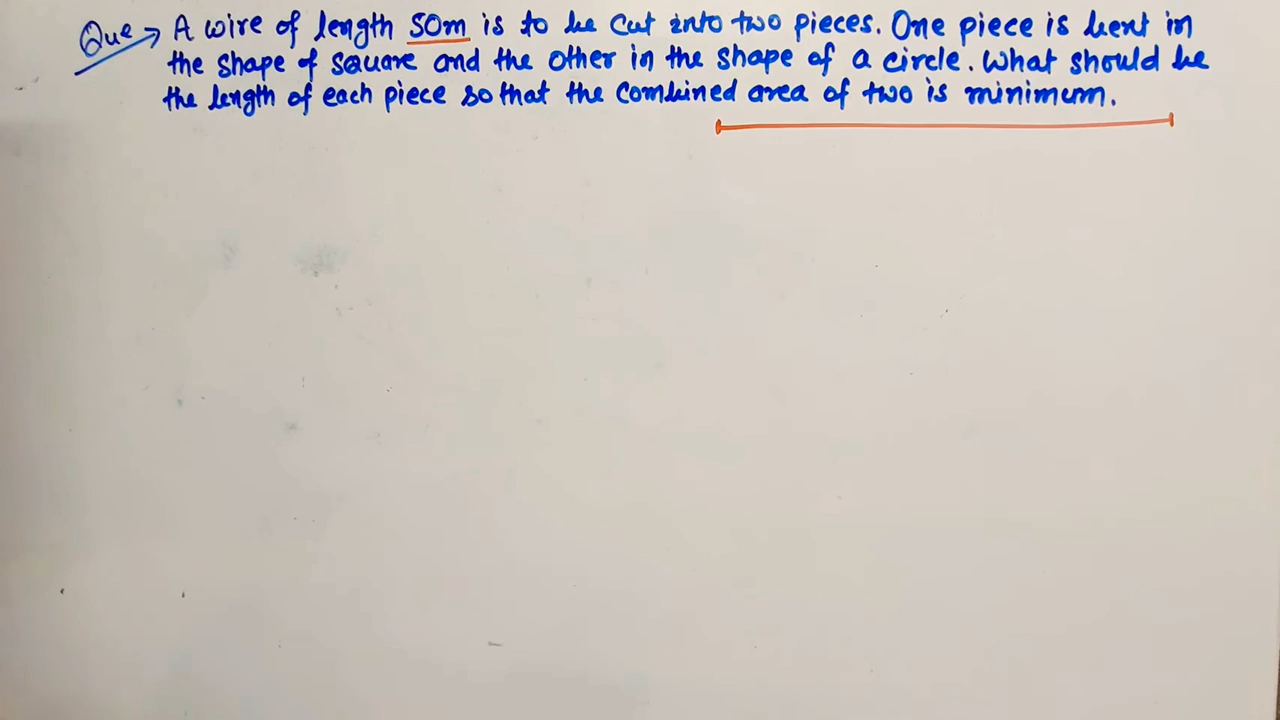 Que → A wire of length 50m is to be cut into two pieces. One piece is bent in
the shape of square and the other in the shape of a circle. What should be
the length of each piece so that the combined area of two is minimum.